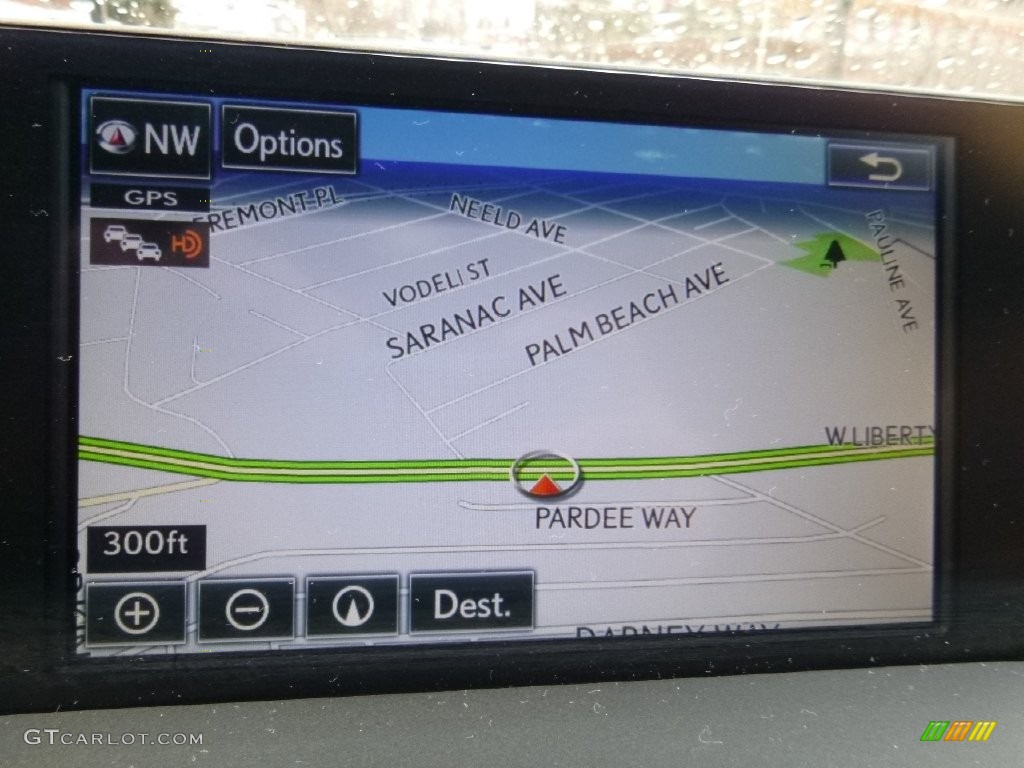 NW
Options
GPS
HD
FREMONT PL
NEELD AVE
PAULINE AVE
VODELI ST
SARANAC AVE
PALM BEACH AVE
W LIBERTY
PARDEE WAY
300ft
Dest.
GTCARLOT.COM